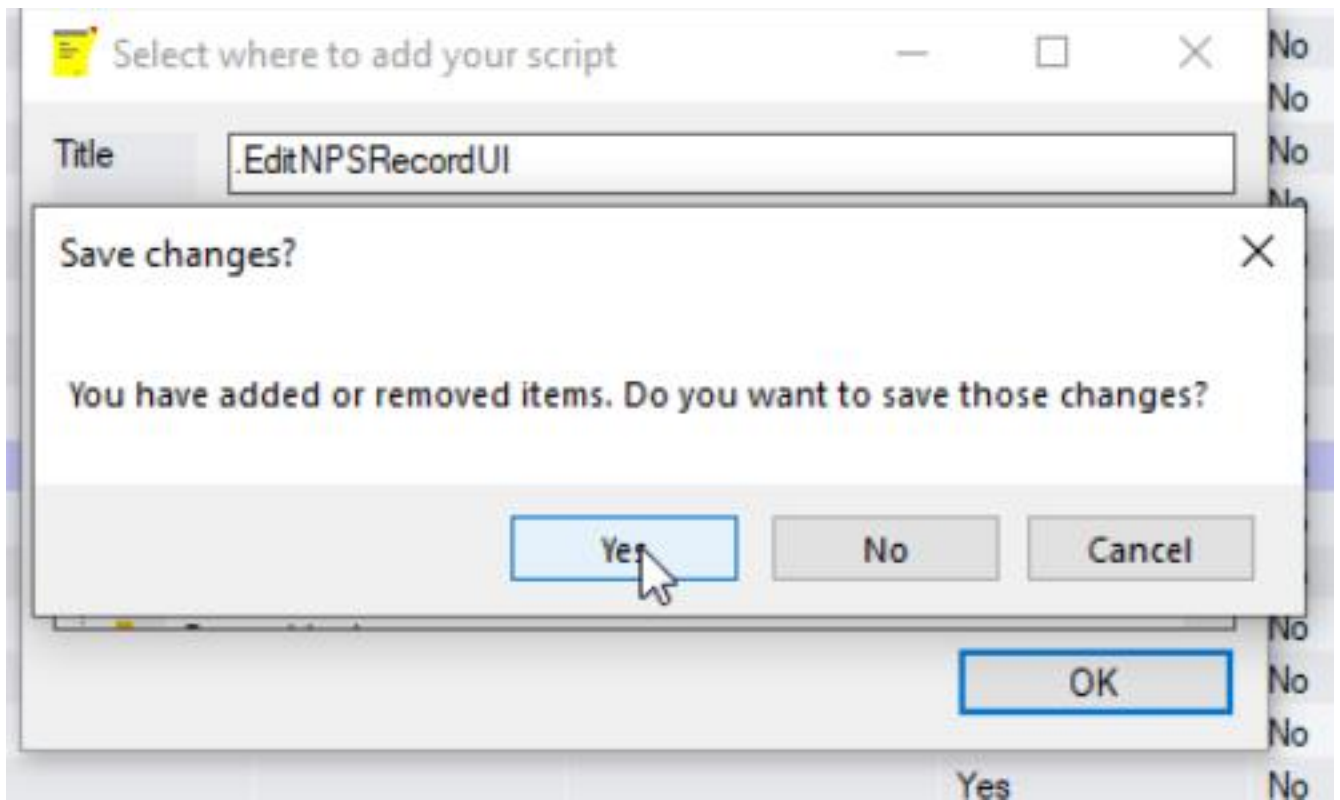 Select where to add your script
No
No
Title
.EditNPSRecordUI
No
No
Save changes?
You have added or removed items. Do you want to save those changes?
Yes
No
Cancel
No
OK
No
No
Yes
No